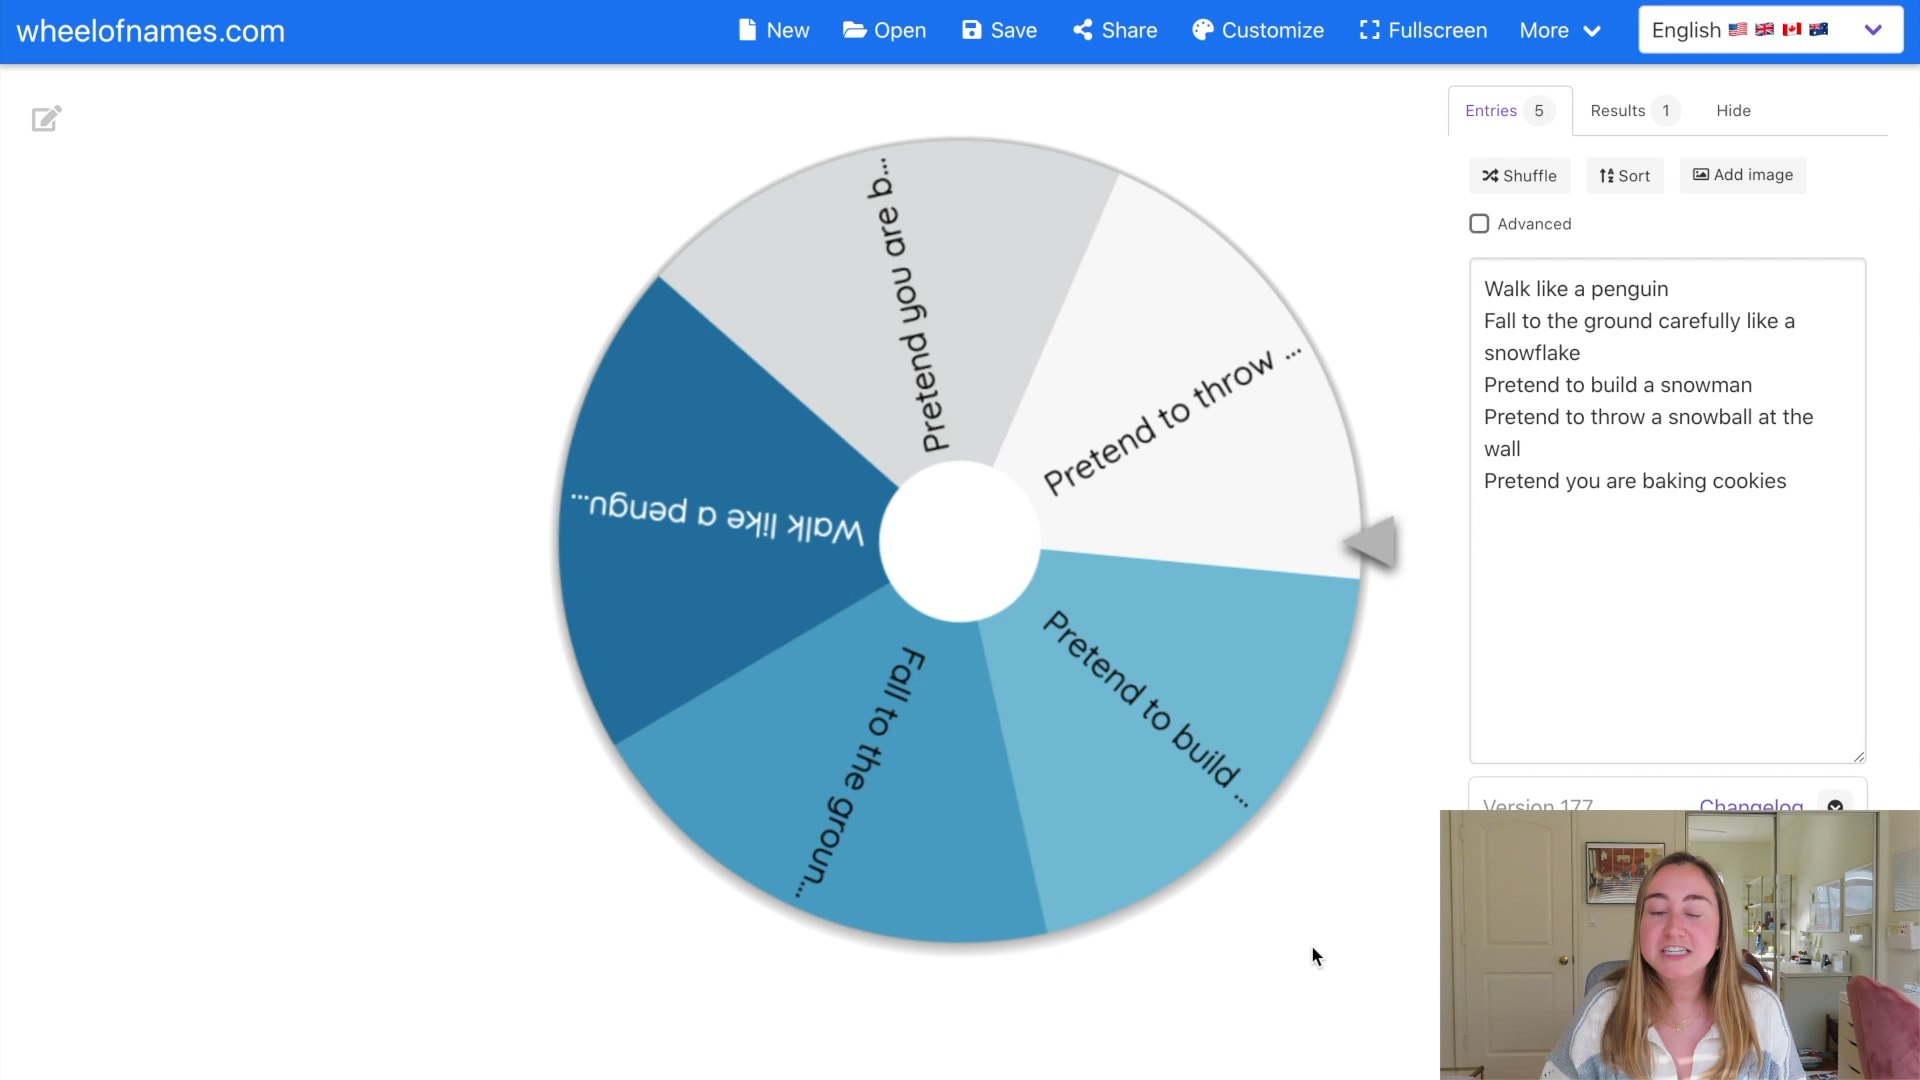 wheelofnames.com
New
Open
Save
Share
Customize
Fullscreen
More
English
Entries 5
Results 1
Hide
Shuffle
Sort
Add image
Advanced
Walk like a penguin
Fall to the ground carefully like a
snowflake
Pretend to build a snowman
Pretend to throw a snowball at the
wall
Pretend you are baking cookies
Pretend you are b...
Pretend to throw ...
Walk like a pengu...
Fall to the groun...
Pretend to build ...
Version 177
Changelog